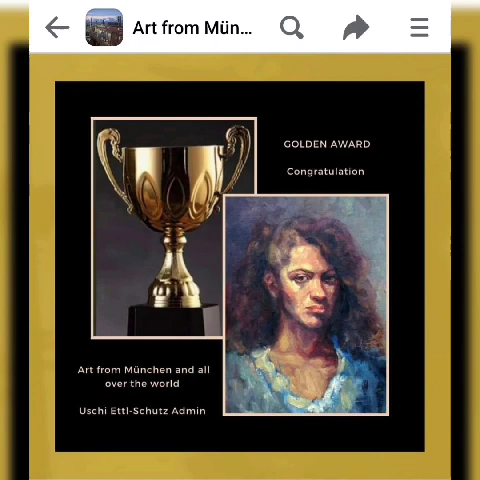 Art from Mün...
GOLDEN AWARD
Congratulation
Art from München and all
over the world
Uschi Ettl-Schutz Admin